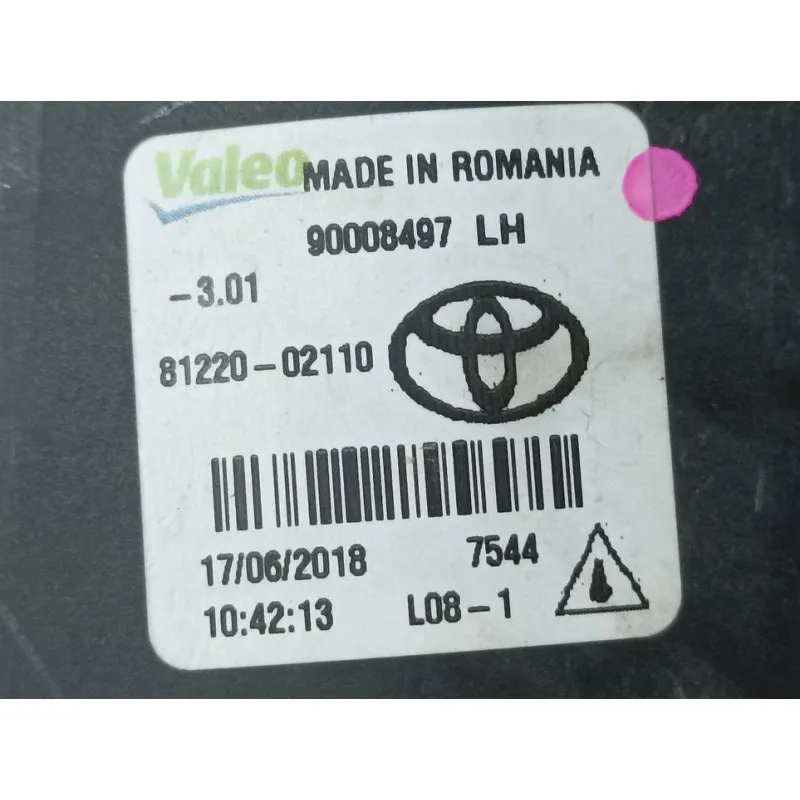 Valeo MADE IN ROMANIA
90008497 LH
-3.01
81220-02110
17/06/2018 7544
10:42:13 L08-1